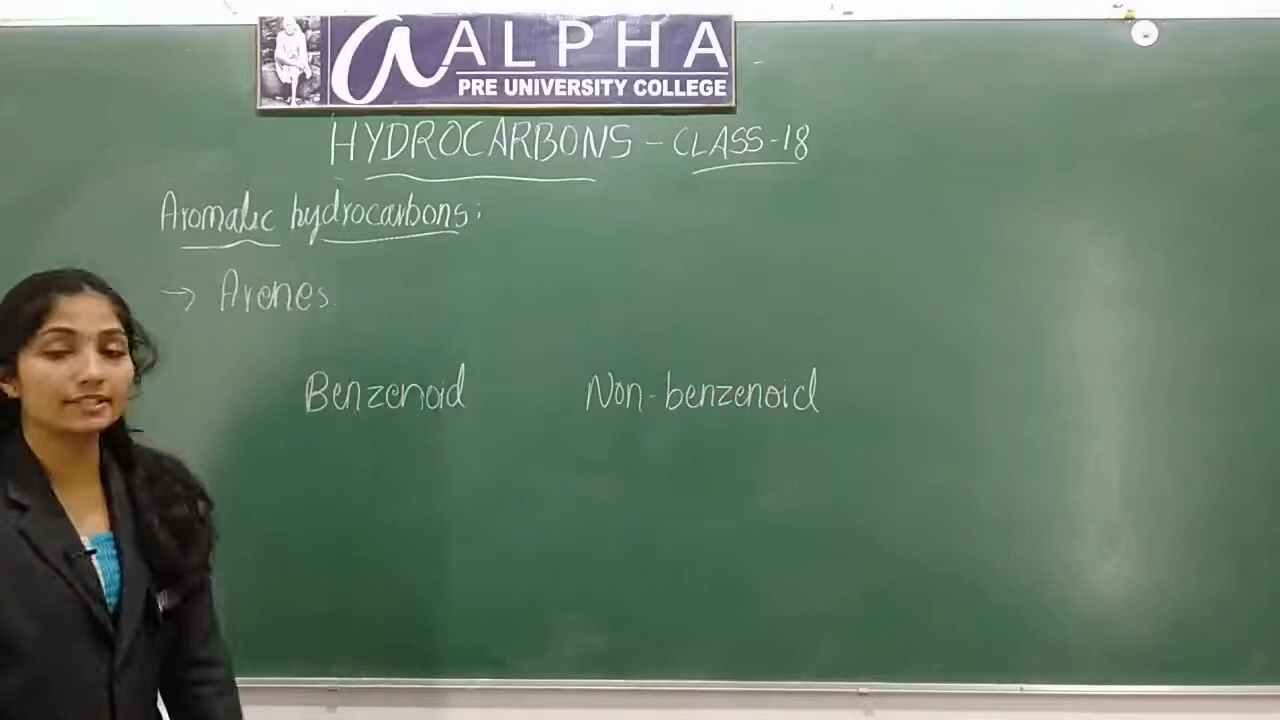 ALPHA
PRE UNIVERSITY COLLEGE
HYDROCARBONS - CLASS-18
Aromatic hydrocarbons:
→ Arenes.
Benzenoid Non-benzenoid